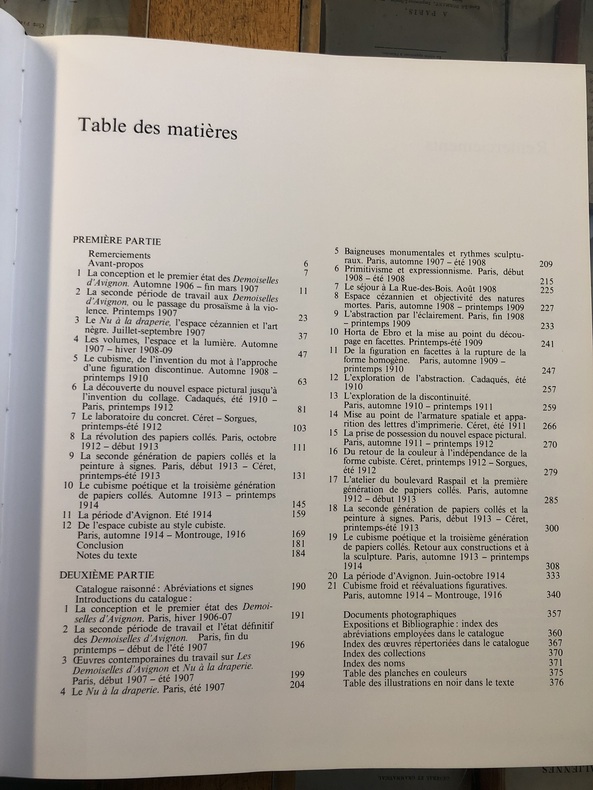 Table des matières
PREMIÈRE PARTIE
Remerciements
Avant-propos 6
1 La conception et le premier état des Demoiselles 7
d'Avignon. Automne 1906 – fin mars 1907
2 La seconde période de travail aux Demoiselles 11
d'Avignon, ou le passage du prosaïsme à la vio-
lence. Printemps 1907
3 Le Nu à la draperie, l'espace cézannien et l'art 23
nègre. Juillet-septembre 1907
4 Les volumes, l'espace et la lumière. Automne 37
1907 – hiver 1908-09
5 Le cubisme, de l'invention du mot à l'approche 47
d'une figuration discontinue. Automne 1908 –
printemps 1910
6 La découverte du nouvel espace pictural jusqu'à 63
l'invention du collage. Cadaqués, été 1910 –
Paris, printemps 1912 81
7 Le laboratoire du concret. Céret – Sorgues,
printemps-été 1912 103
8 La révolution des papiers collés. Paris, octobre
1912 – début 1913 111
9 La seconde génération de papiers collés et la
peinture à signes. Paris, début 1913 – Céret,
printemps-été 1913 131
10 Le cubisme poétique et la troisième génération
de papiers collés. Automne 1913 – printemps
1914 145
11 La période d'Avignon. Eté 1914 159
12 De l'espace cubiste au style cubiste.
Paris, automne 1914 – Montrouge, 1916 169
Conclusion 181
Notes du texte 184
DEUXIÈME PARTIE
Catalogue raisonné : Abréviations et signes 190
Introductions du catalogue :
1 La conception et le premier état des Demoi- 191
selles d'Avignon. Paris, hiver 1906-07
2 La seconde période de travail et l'état définitif
des Demoiselles d'Avignon. Paris, fin du
printemps – début de l'été 1907 196
3 Œuvres contemporaines du travail sur Les
Demoiselles d'Avignon et Nu à la draperie.
Paris, début 1907 – été 1907 199
4 Le Nu à la draperie. Paris, été 1907 204
5 Baigneuses monumentales et rythmes sculptu-
raux. Paris, automne 1907 – été 1908 209
6 Primitivisme et expressionnisme. Paris, début
1908 – été 1908 215
7 Le séjour à La Rue-des-Bois. Août 1908 225
8 Espace cézannien et objectivité des natures
mortes. Paris, automne 1908 – printemps 1909 227
9 L'abstraction par l'éclairement. Paris, fin 1908
– printemps 1909 233
10 Horta de Ebro et la mise au point du décou-
page en facettes. Printemps-été 1909 241
11 De la figuration en facettes à la rupture de la
forme homogène. Paris, automne 1909 –
printemps 1910 247
12 L'exploration de l'abstraction. Cadaqués, été
1910 257
13 L'exploration de la discontinuité.
Paris, automne 1910 – printemps 1911 259
14 Mise au point de l'armature spatiale et appa-
rition des lettres d'imprimerie. Céret, été 1911 266
15 La prise de possession du nouvel espace pictural.
Paris, automne 1911 – printemps 1912 270
16 Du retour de la couleur à l'indépendance de la
forme cubiste. Céret, printemps 1912 – Sorgues,
été 1912 279
17 L'atelier du boulevard Raspail et la première
génération de papiers collés. Paris, automne
1912 – début 1913 285
18 La seconde génération de papiers collés et la
peinture à signes. Paris, début 1913 – Céret,
printemps-été 1913 300
19 Le cubisme poétique et la troisième génération
de papiers collés. Retour aux constructions et à
la sculpture. Paris, automne 1913 – printemps
1914 308
20 La période d'Avignon. Juin-octobre 1914 333
21 Cubisme froid et réévaluations figuratives.
Paris, automne 1914 – Montrouge, 1916 340
Documents photographiques 357
Expositions et Bibliographie : index des
abréviations employées dans le catalogue 360
Index des œuvres répertoriées dans le catalogue 367
Index des collections 370
Index des noms 371
Table des planches en couleurs 375
Table des illustrations en noir dans le texte 376